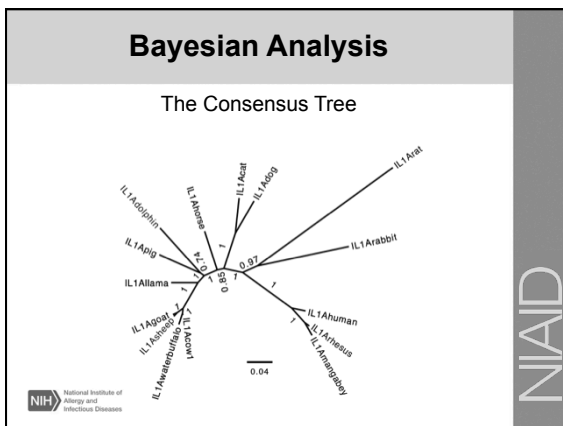 Bayesian Analysis
The Consensus Tree
IL1Arat
IL1Acat
IL1Adog
IL1Ahorse
IL1Adolphin
IL1Arabbit
IL1Apig
0.97
0.74
1
1
1
0.85
1
IL1Allama
1
1
1
IL1Agoat
IL1Asheep
1
IL1Awaterbuffalo
IL1Acow1
IL1Ahuman
1
IL1Arhesus
IL1Amangabey
0.04
NIH
National Institute of
Allergy and
Infectious Diseases
NIAID